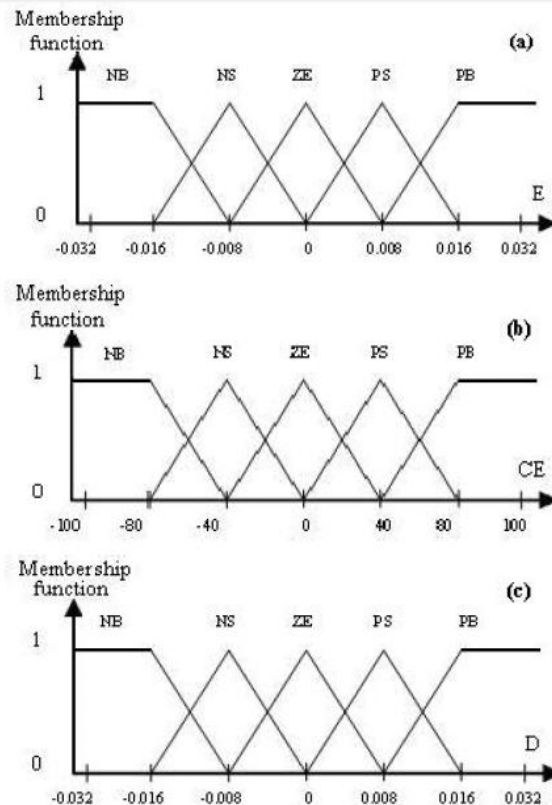 Membership
function
(a)
NB NS ZE PS PB
1
E
0
-0.032 -0.016 -0.008 0 0.008 0.016 0.032
Membership
function
(b)
NB NS ZE PS PB
1
CE
0
-100 -80 -40 0 40 80 100
Membership
function
(c)
NB NS ZE PS PB
1
D
0
-0.032 -0.016 -0.008 0 0.008 0.016 0.032